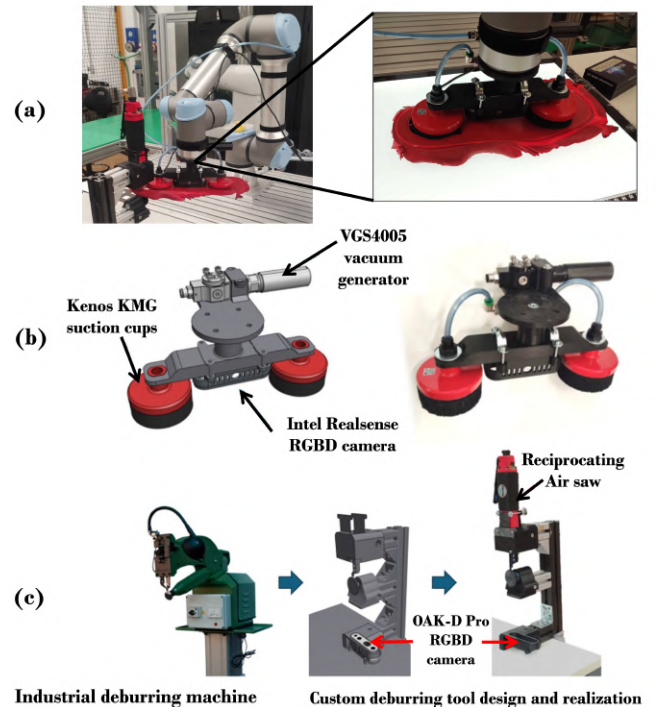 (a)
VGS4005
vacuum
generator
Kenos KMG
suction cups
(b)
Intel Realsense
RGBD camera
Reciprocating
Air saw
(c)
OAK-D Pro
RGBD
camera
Industrial deburring machine
Custom deburring tool design and realization